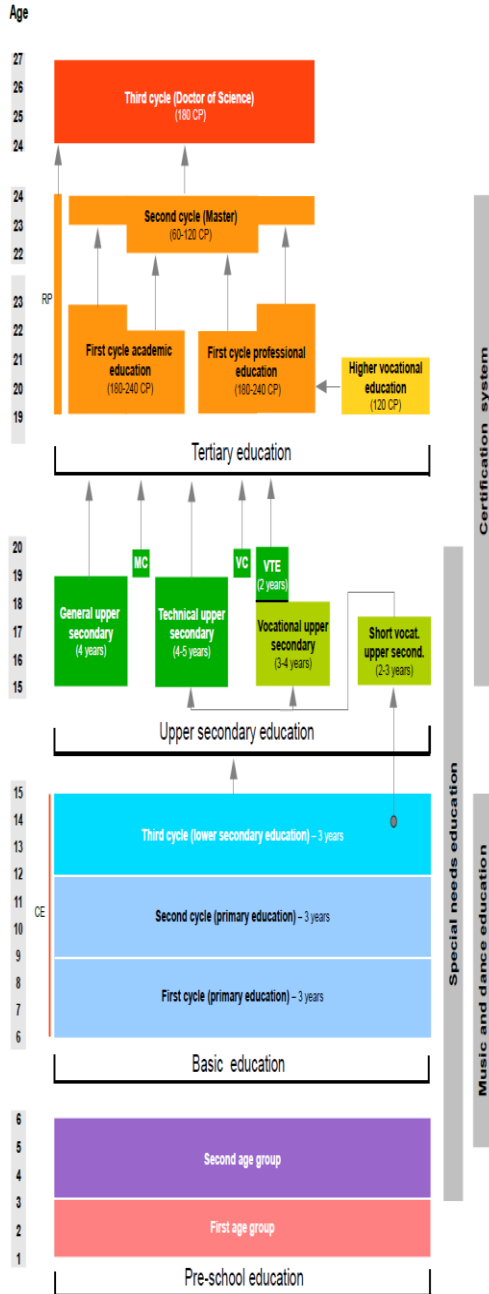 Age
27
26
25
24
Third cycle (Doctor of Science)
(180 CP)
24
23
22
Second cycle (Master)
(60-120 CP)
RP
23
22
21
20
19
First cycle academic
education
(180-240 CP)
First cycle professional
education
(180-240 CP)
Higher vocational
education
(120 CP)
Tertiary education
Certification system
20
19
18
17
16
15
General upper
secondary
(4 years)
MC
Technical upper
secondary
(4-5 years)
VC
VTE
(2 years)
Vocational upper
secondary
(3-4 years)
Short vocat.
upper second.
(2-3 years)
Upper secondary education
Special needs education
15
14
13
12
11
10
9
8
7
6
CE
Third cycle (lower secondary education) – 3 years
Second cycle (primary education) – 3 years
First cycle (primary education) – 3 years
Basic education
Music and dance education
6
5
4
3
2
1
Second age group
First age group
Pre-school education